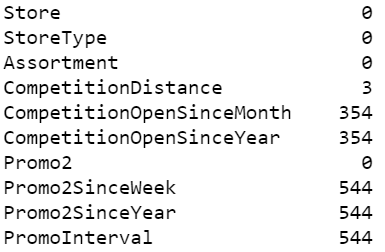 Store 0
StoreType 0
Assortment 0
CompetitionDistance 3
CompetitionOpenSinceMonth 354
CompetitionOpenSinceYear 354
Promo2 0
Promo2SinceWeek 544
Promo2SinceYear 544
PromoInterval 544